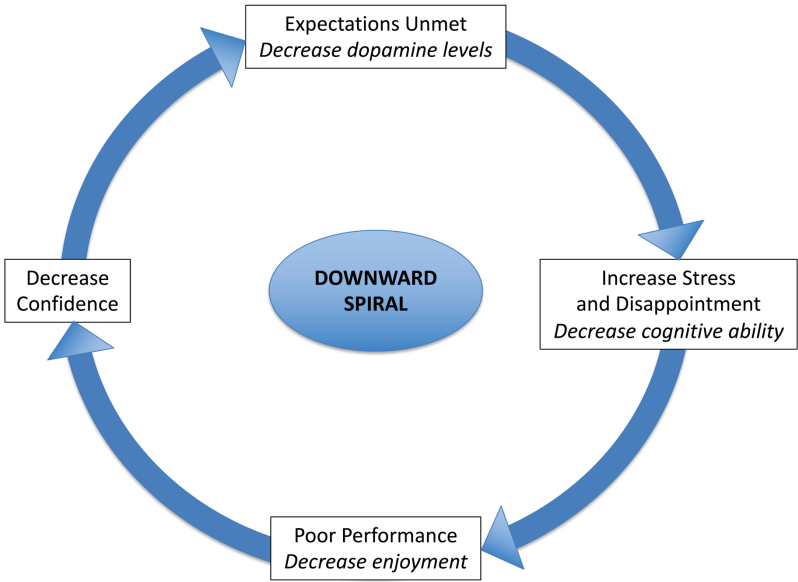 Expectations Unmet
Decrease dopamine levels
Increase Stress
and Disappointment
Decrease cognitive ability
Poor Performance
Decrease enjoyment
Decrease
Confidence
DOWNWARD
SPIRAL